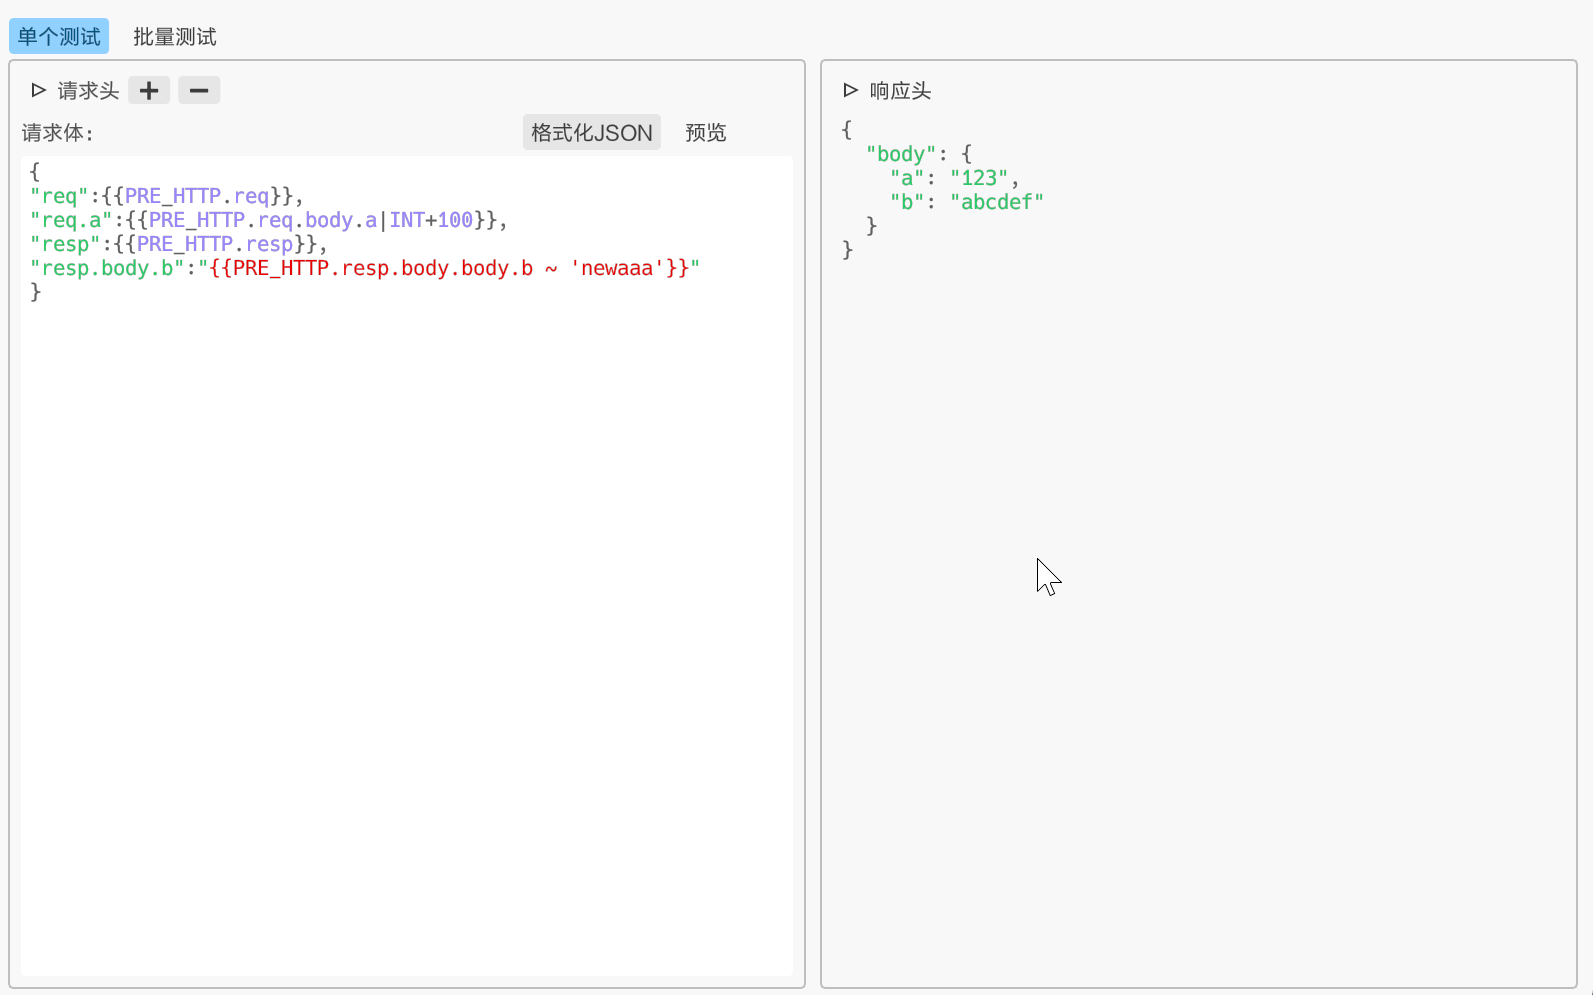 单个测试 批量测试
请求头
请求体: 格式化JSON 预览
{
"req":{{PRE_HTTP.req}},
"req.a":{{PRE_HTTP.req.body.a|INT+100}},
"resp":{{PRE_HTTP.resp}},
"resp.body.b":"{{PRE_HTTP.resp.body.body.b ~ 'newaaa'}}"
}
响应头
{
  "body": {
    "a": "123",
    "b": "abcdef"
  }
}